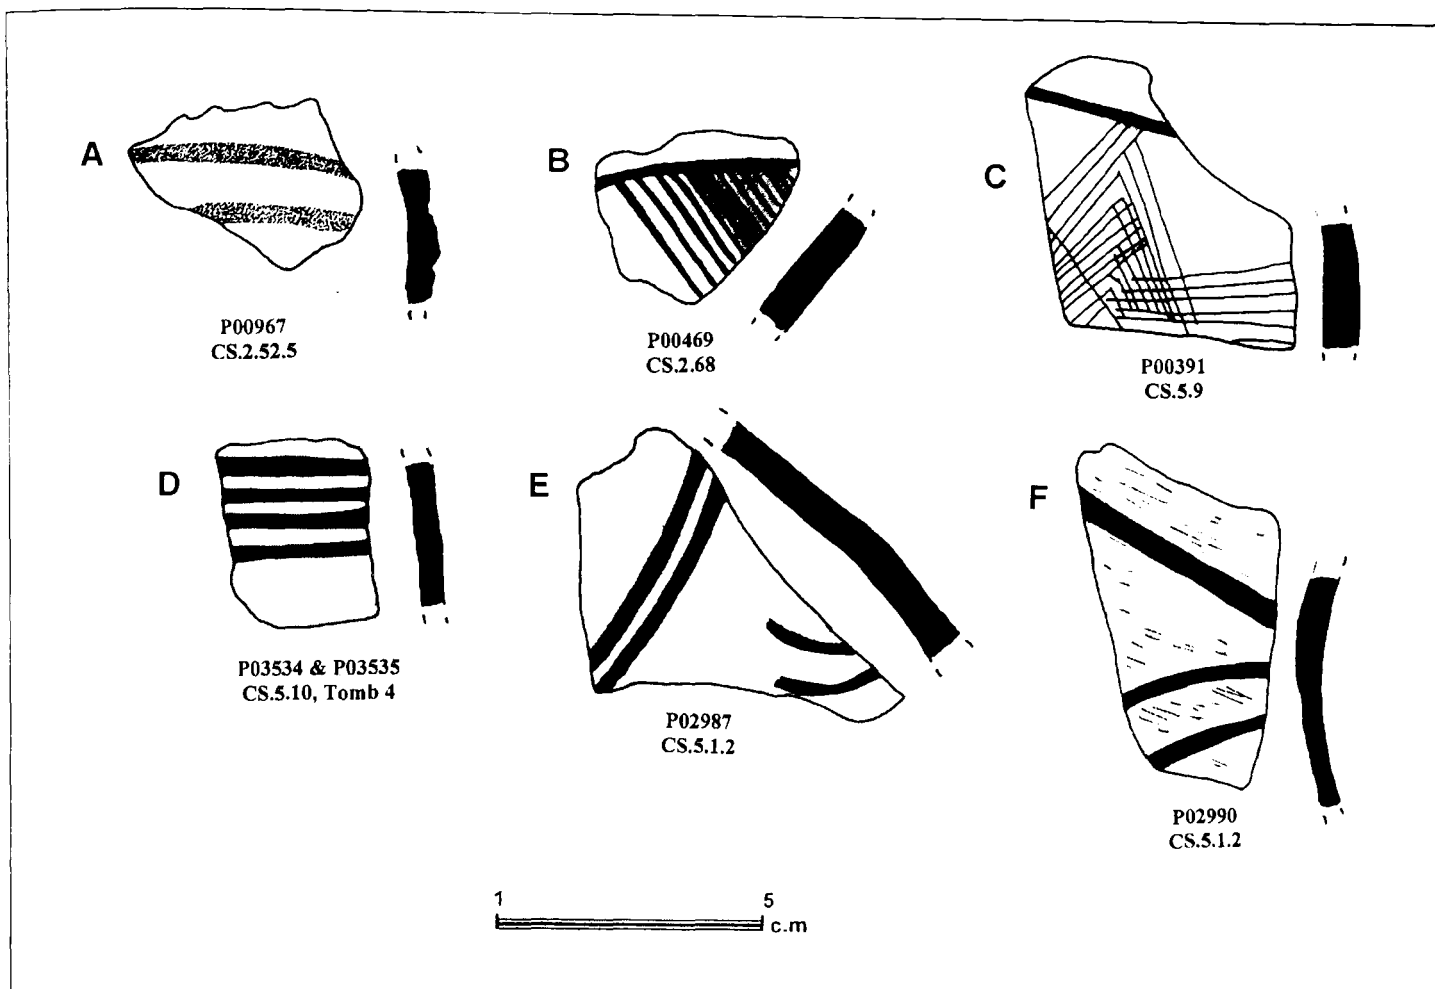 A
P00967
CS.2.52.5
B
P00469
CS.2.68
C
P00391
CS.5.9
D
P03534 & P03535
CS.5.10, Tomb 4
E
P02987
CS.5.1.2
F
P02990
CS.5.1.2
1 5
c.m